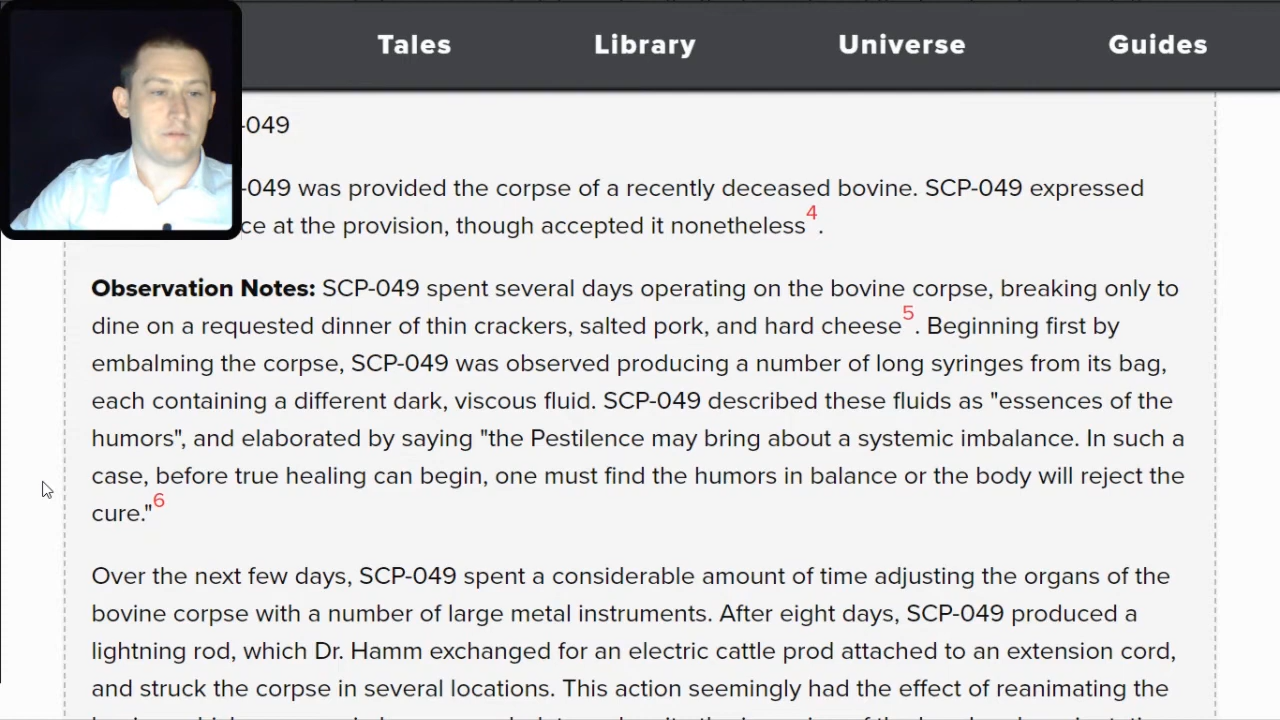 Tales Library Universe Guides
-049
-049 was provided the corpse of a recently deceased bovine. SCP-049 expressed
ce at the provision, though accepted it nonetheless4.
Observation Notes: SCP-049 spent several days operating on the bovine corpse, breaking only to
dine on a requested dinner of thin crackers, salted pork, and hard cheese5. Beginning first by
embalming the corpse, SCP-049 was observed producing a number of long syringes from its bag,
each containing a different dark, viscous fluid. SCP-049 described these fluids as "essences of the
humors", and elaborated by saying "the Pestilence may bring about a systemic imbalance. In such a
case, before true healing can begin, one must find the humors in balance or the body will reject the
cure."6
Over the next few days, SCP-049 spent a considerable amount of time adjusting the organs of the
bovine corpse with a number of large metal instruments. After eight days, SCP-049 produced a
lightning rod, which Dr. Hamm exchanged for an electric cattle prod attached to an extension cord,
and struck the corpse in several locations. This action seemingly had the effect of reanimating the